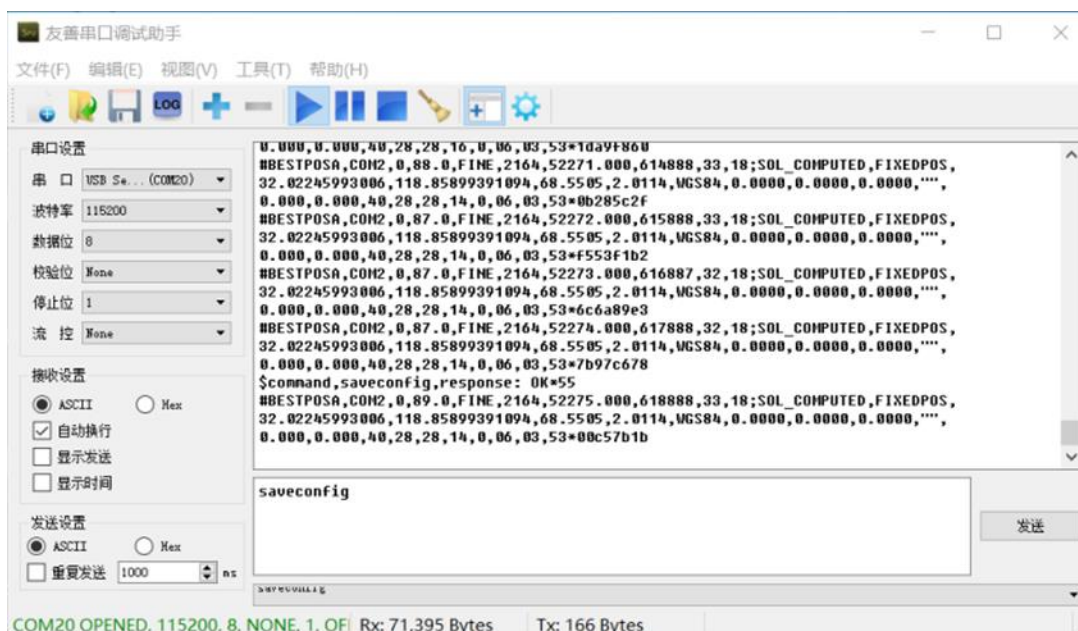 友善串口调试助手
文件(F) 编辑(E) 视图(V) 工具(T) 帮助(H)
LOG
串口设置
串 口 USB Se...(COM20)
波特率 115200
数据位 8
校验位 None
停止位 1
流 控 None
接收设置
ASCII Hex
自动换行
显示发送
显示时间
发送设置
ASCII Hex
重复发送 1000 ms
0.000,0.000,40,28,28,16,0,06,03,53*1da9f860
#BESTPOSA,COM2,0,88.0,FINE,2164,52271.000,614888,33,18;SOL_COMPUTED,FIXEDPOS,
32.02245993006,118.85899391094,68.5505,2.0114,WGS84,0.0000,0.0000,0.0000,"",
0.000,0.000,40,28,28,14,0,06,03,53*0b285c2f
#BESTPOSA,COM2,0,87.0,FINE,2164,52272.000,615888,33,18;SOL_COMPUTED,FIXEDPOS,
32.02245993006,118.85899391094,68.5505,2.0114,WGS84,0.0000,0.0000,0.0000,"",
0.000,0.000,40,28,28,14,0,06,03,53*f553f1b2
#BESTPOSA,COM2,0,87.0,FINE,2164,52273.000,616887,32,18;SOL_COMPUTED,FIXEDPOS,
32.02245993006,118.85899391094,68.5505,2.0114,WGS84,0.0000,0.0000,0.0000,"",
0.000,0.000,40,28,28,14,0,06,03,53*6c6a89e3
#BESTPOSA,COM2,0,87.0,FINE,2164,52274.000,617888,32,18;SOL_COMPUTED,FIXEDPOS,
32.02245993006,118.85899391094,68.5505,2.0114,WGS84,0.0000,0.0000,0.0000,"",
0.000,0.000,40,28,28,14,0,06,03,53*7b97c678
$command,saveconfig,response: OK*55
#BESTPOSA,COM2,0,89.0,FINE,2164,52275.000,618888,33,18;SOL_COMPUTED,FIXEDPOS,
32.02245993006,118.85899391094,68.5505,2.0114,WGS84,0.0000,0.0000,0.0000,"",
0.000,0.000,40,28,28,14,0,06,03,53*00c57b1b
saveconfig
发送
saveconfig
COM20 OPENED, 115200, 8, NONE, 1, OF Rx: 71,395 Bytes Tx: 166 Bytes